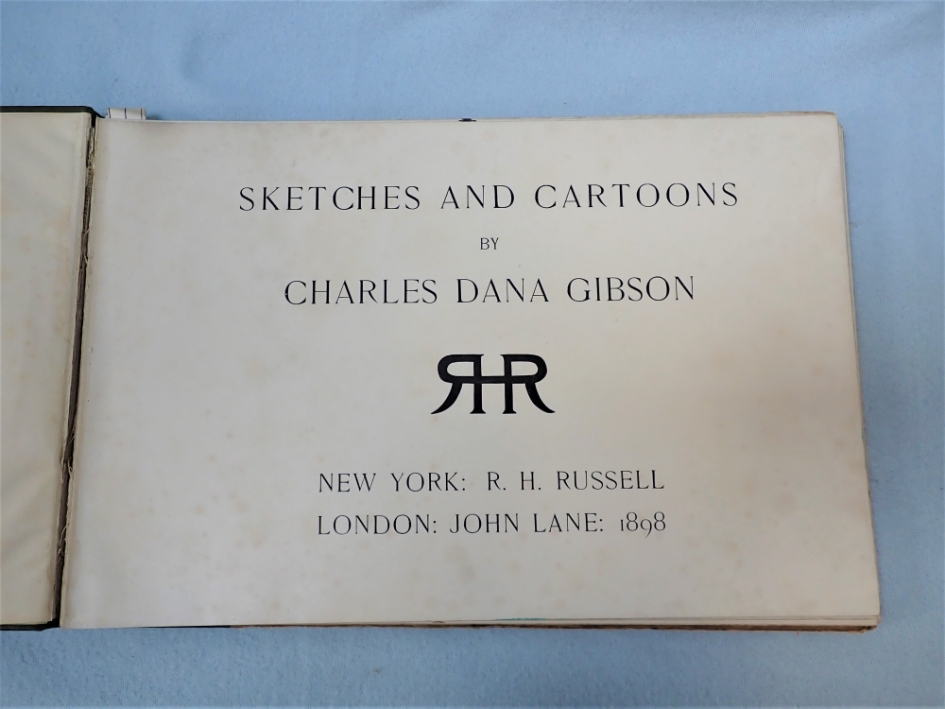 SKETCHES AND CARTOONS
BY
CHARLES DANA GIBSON
RHR
NEW YORK: R. H. RUSSELL
LONDON: JOHN LANE: 1898